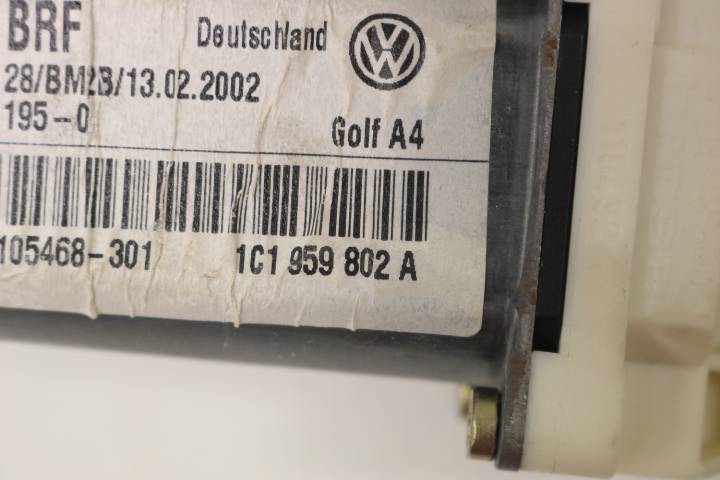 BRF Deutschland
28/BM2B/13.02.2002
195-0 Golf A4
105468-301 1C1 959 802 A